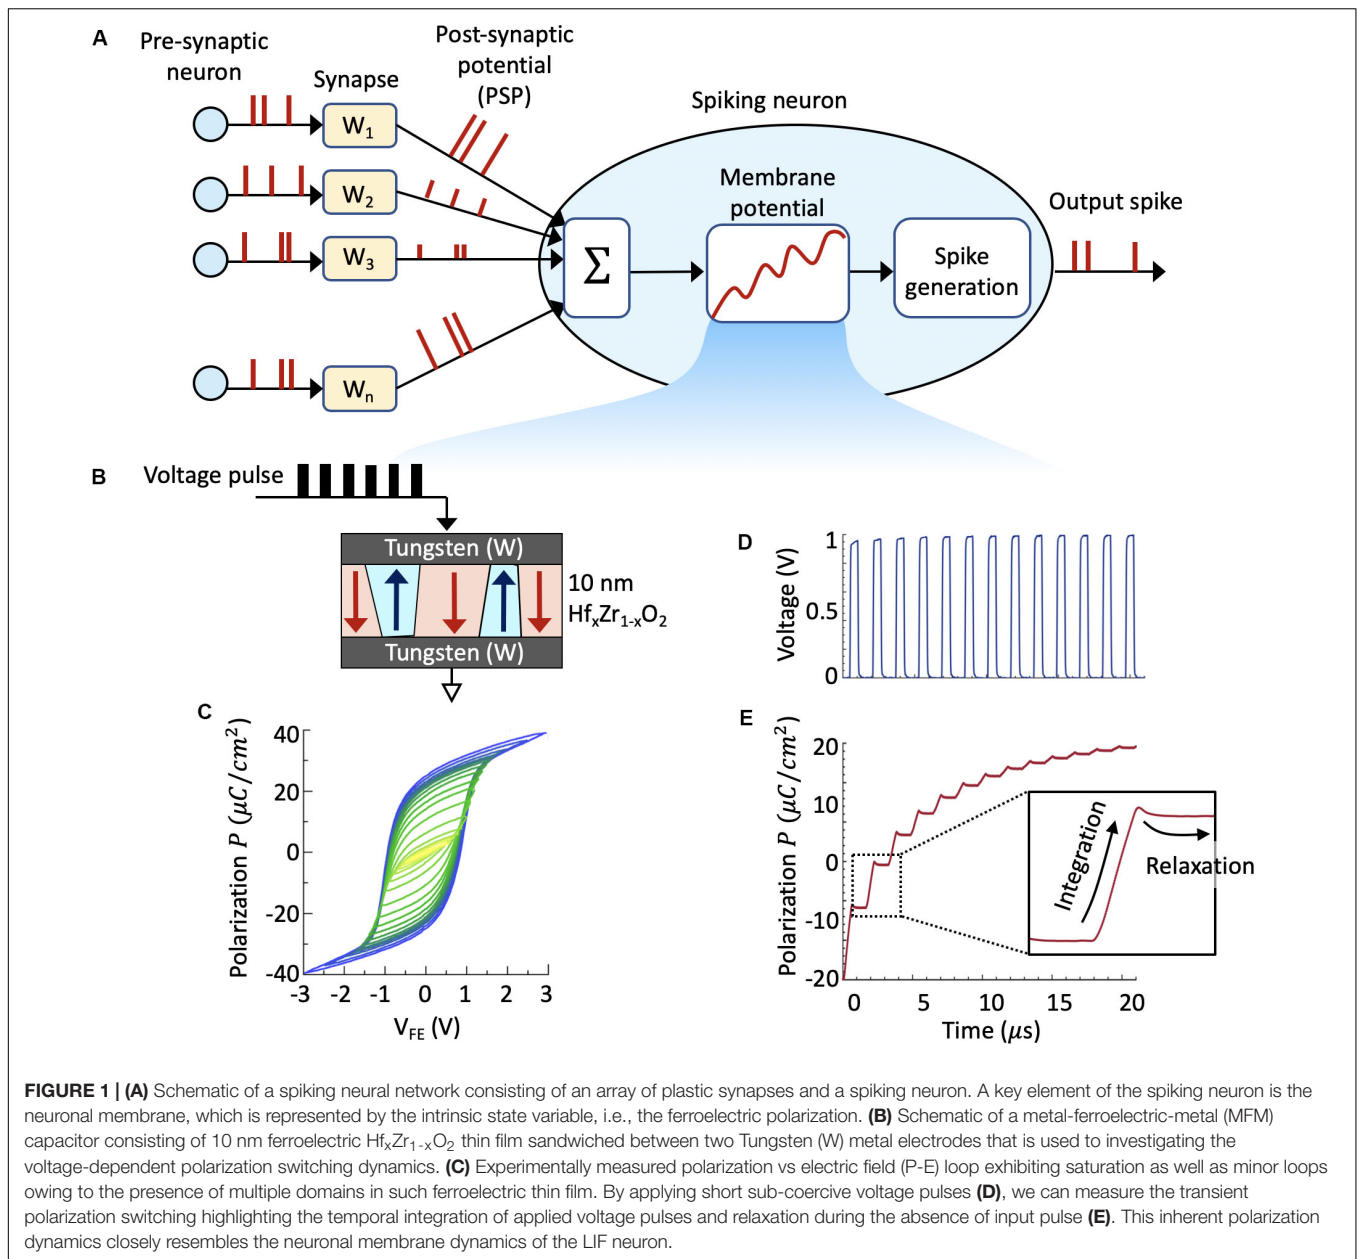 A
Pre-synaptic
neuron
Synapse
Post-synaptic
potential
(PSP)
Spiking neuron
W1
W2
W3
Wn
Σ
Membrane
potential
Spike
generation
Output spike
B
Voltage pulse
Tungsten (W)
10 nm
HfxZr1-xO2
Tungsten (W)
C
Polarization P (μC/cm²)
40
20
0
-20
-40
-3 -2 -1 0 1 2 3
VFE (V)
D
Voltage (V)
1
0.5
0
E
Polarization P (μC/cm²)
20
10
0
-10
-20
Integration
Relaxation
0 5 10 15 20
Time (μs)
FIGURE 1 | (A) Schematic of a spiking neural network consisting of an array of plastic synapses and a spiking neuron. A key element of the spiking neuron is the
neuronal membrane, which is represented by the intrinsic state variable, i.e., the ferroelectric polarization. (B) Schematic of a metal-ferroelectric-metal (MFM)
capacitor consisting of 10 nm ferroelectric HfxZr1-xO2 thin film sandwiched between two Tungsten (W) metal electrodes that is used to investigating the
voltage-dependent polarization switching dynamics. (C) Experimentally measured polarization vs electric field (P-E) loop exhibiting saturation as well as minor loops
owing to the presence of multiple domains in such ferroelectric thin film. By applying short sub-coercive voltage pulses (D), we can measure the transient
polarization switching highlighting the temporal integration of applied voltage pulses and relaxation during the absence of input pulse (E). This inherent polarization
dynamics closely resembles the neuronal membrane dynamics of the LIF neuron.